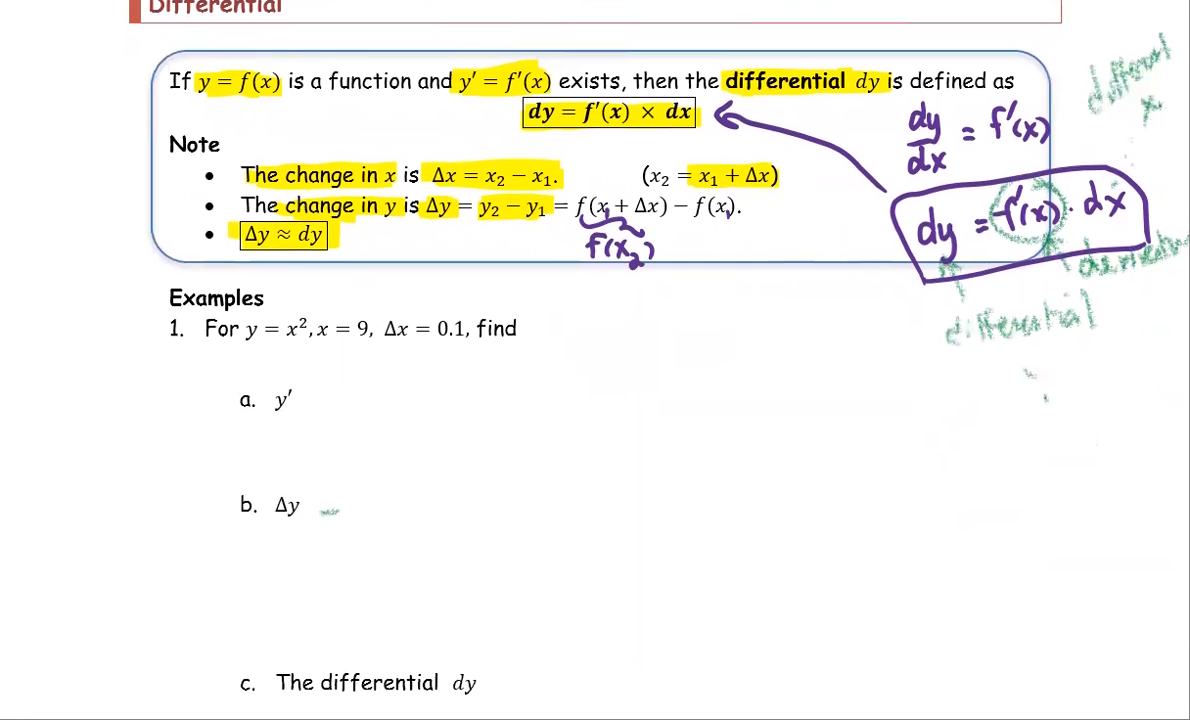 Differential
If y = f(x) is a function and y′ = f′(x) exists, then the differential dy is defined as
dy = f′(x) × dx
Note
• The change in x is Δx = x₂ − x₁. (x₂ = x₁ + Δx)
• The change in y is Δy = y₂ − y₁ = f(x₁ + Δx) − f(x₁).
• Δy ≈ dy
f(x₂)
dy/dx = f′(x)
dy = f′(x) · dx
differential
x
differential
Examples
1. For y = x², x = 9, Δx = 0.1, find
a. y′
b. Δy
c. The differential dy